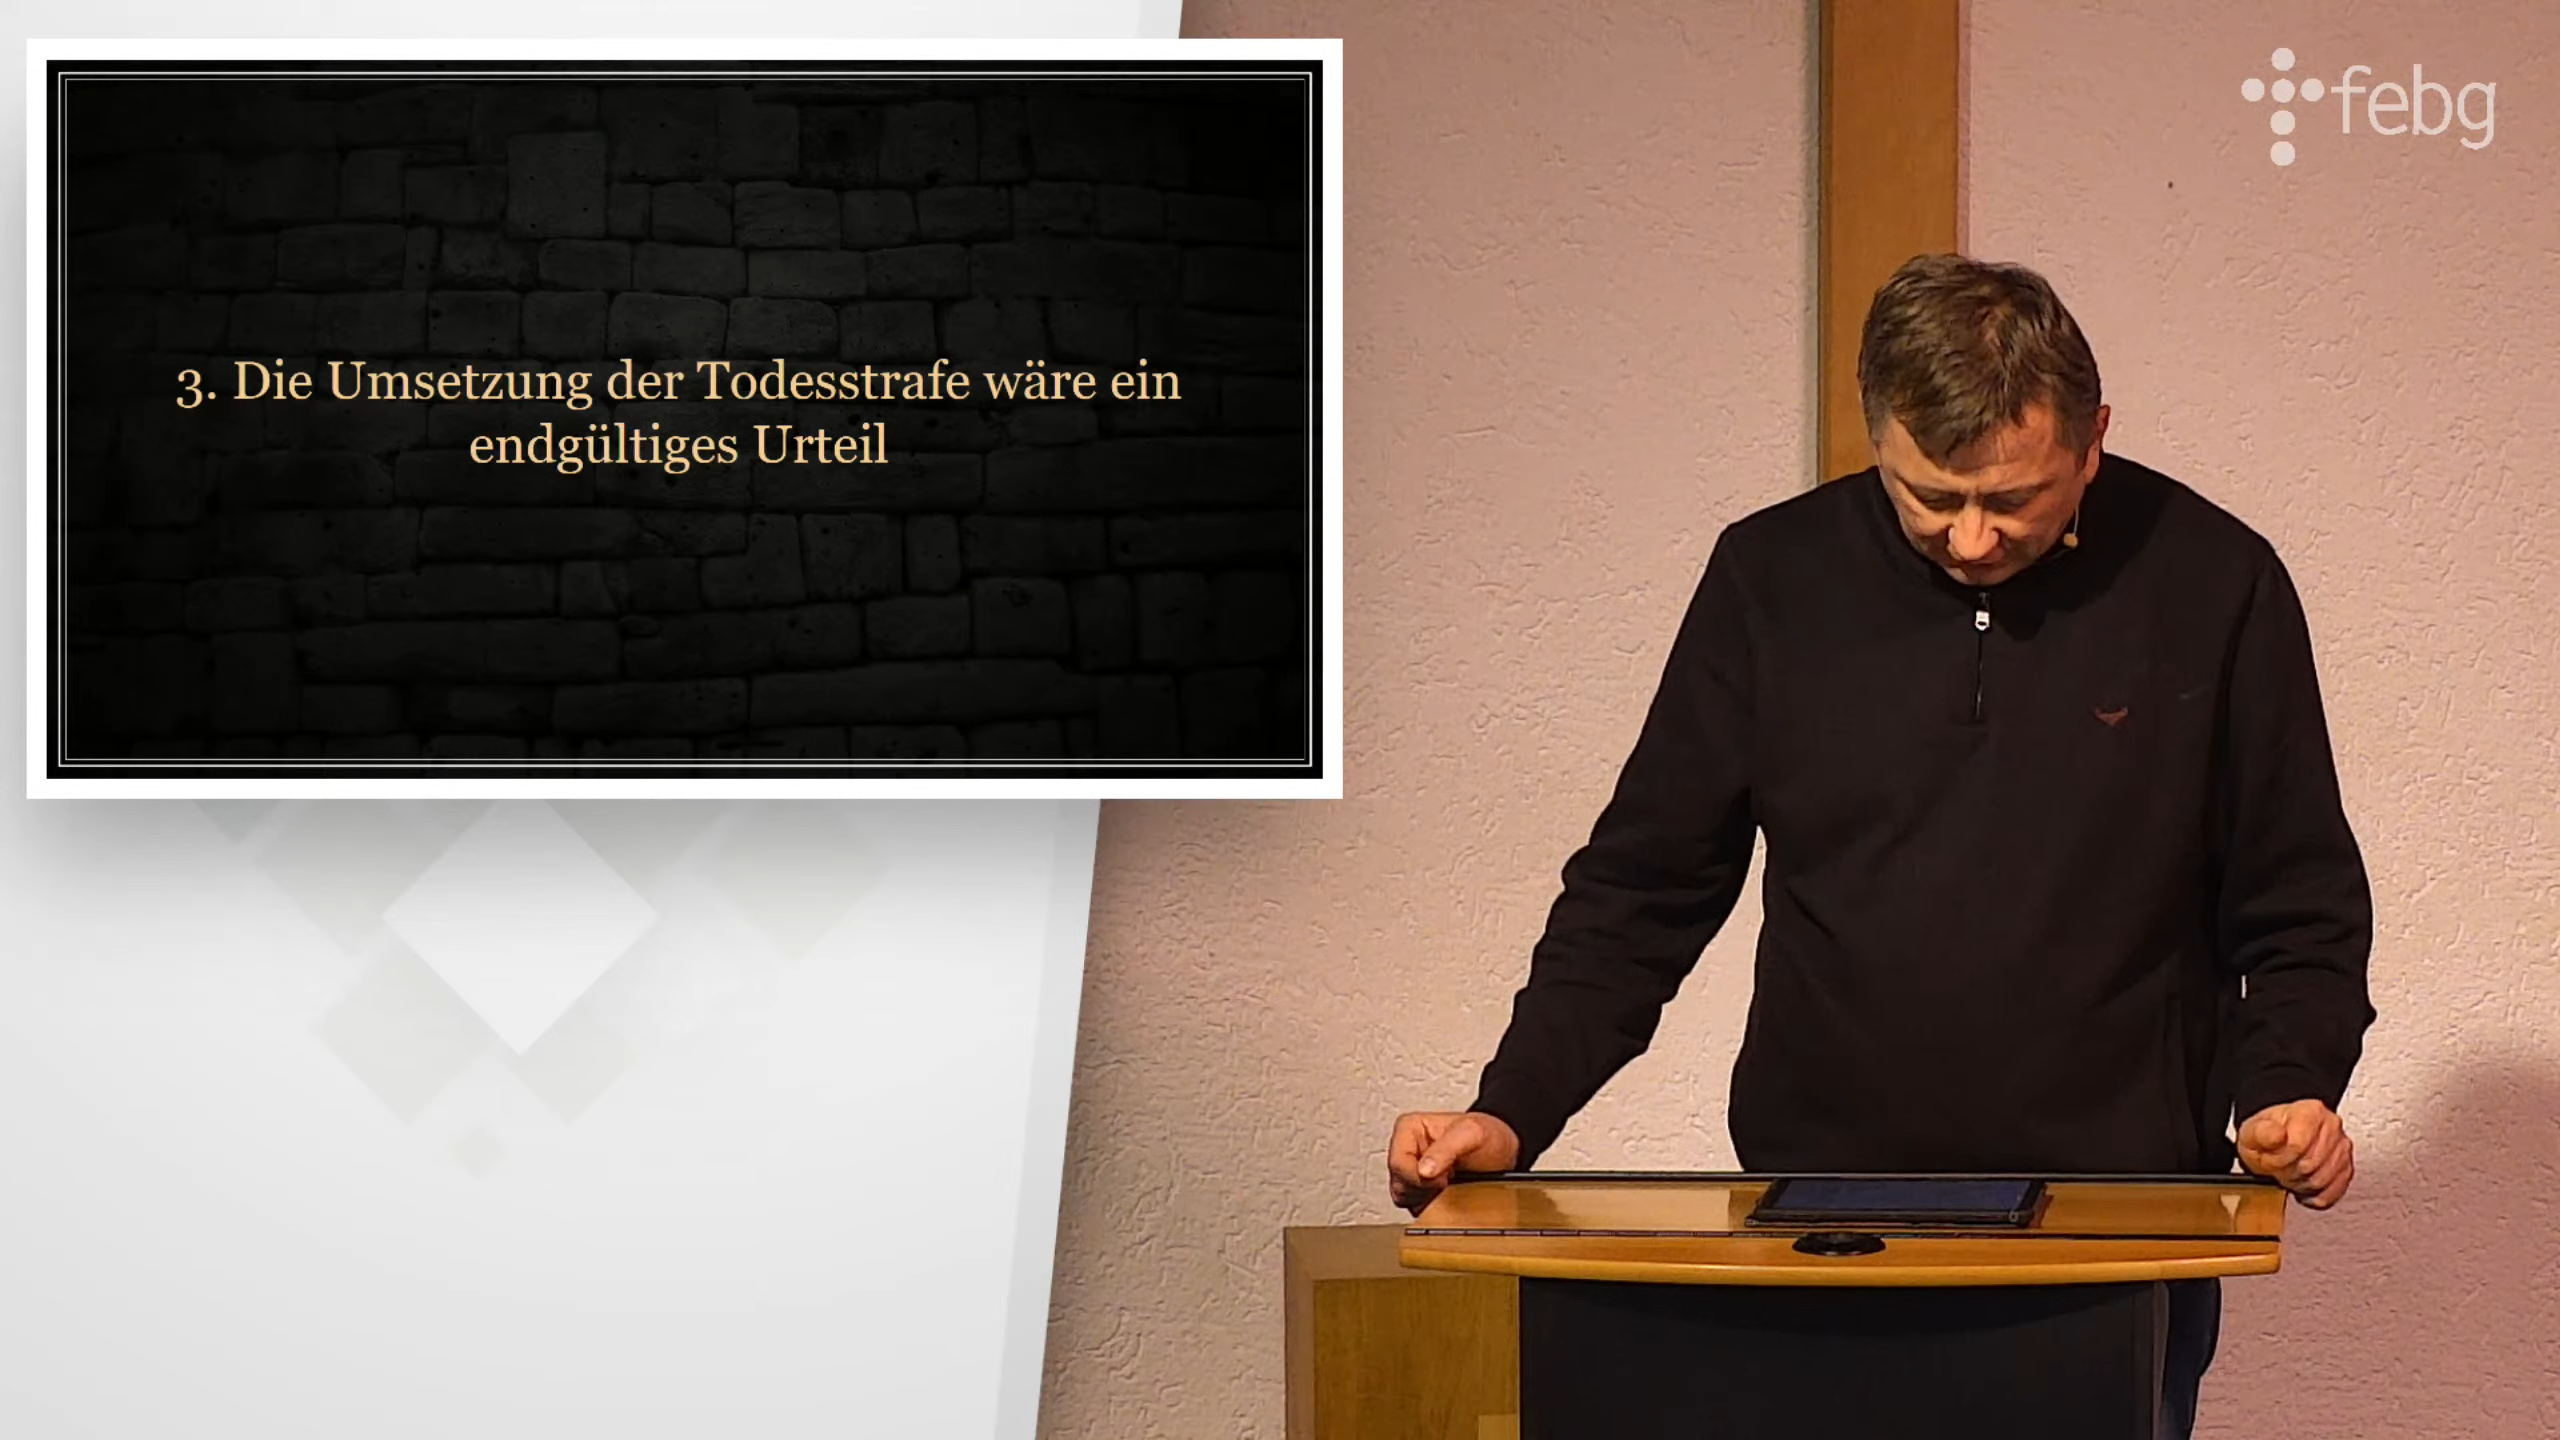 3. Die Umsetzung der Todesstrafe wäre ein
endgültiges Urteil
febg